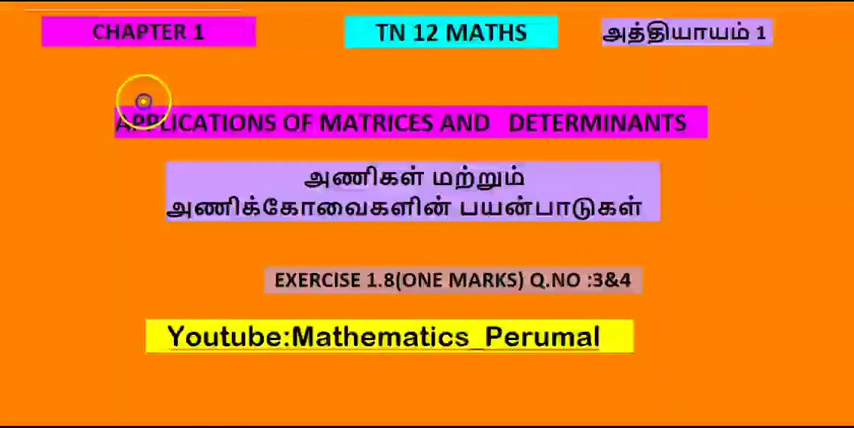 CHAPTER 1 TN 12 MATHS அத்தியாயம் 1
APPLICATIONS OF MATRICES AND DETERMINANTS
அணிகள் மற்றும்
அணிக்கோவைகளின் பயன்பாடுகள்
EXERCISE 1.8(ONE MARKS) Q.NO :3&4
Youtube:Mathematics_Perumal